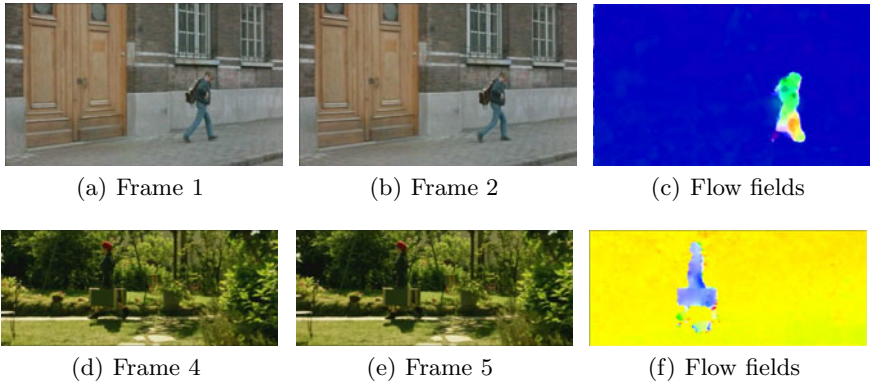 (a) Frame 1
(b) Frame 2
(c) Flow fields
(d) Frame 4
(e) Frame 5
(f) Flow fields